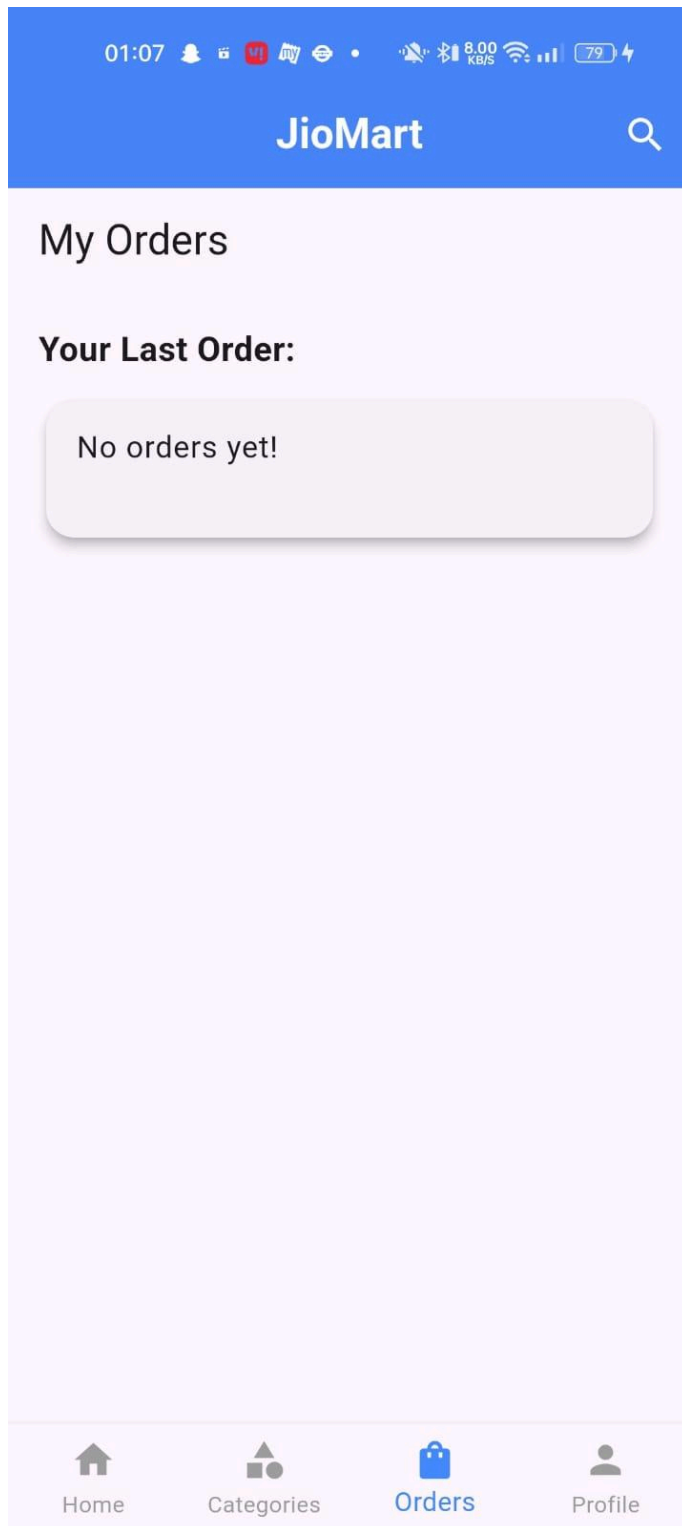 01:07 8.00 KB/S 79
JioMart
My Orders
Your Last Order:
No orders yet!
Home Categories Orders Profile